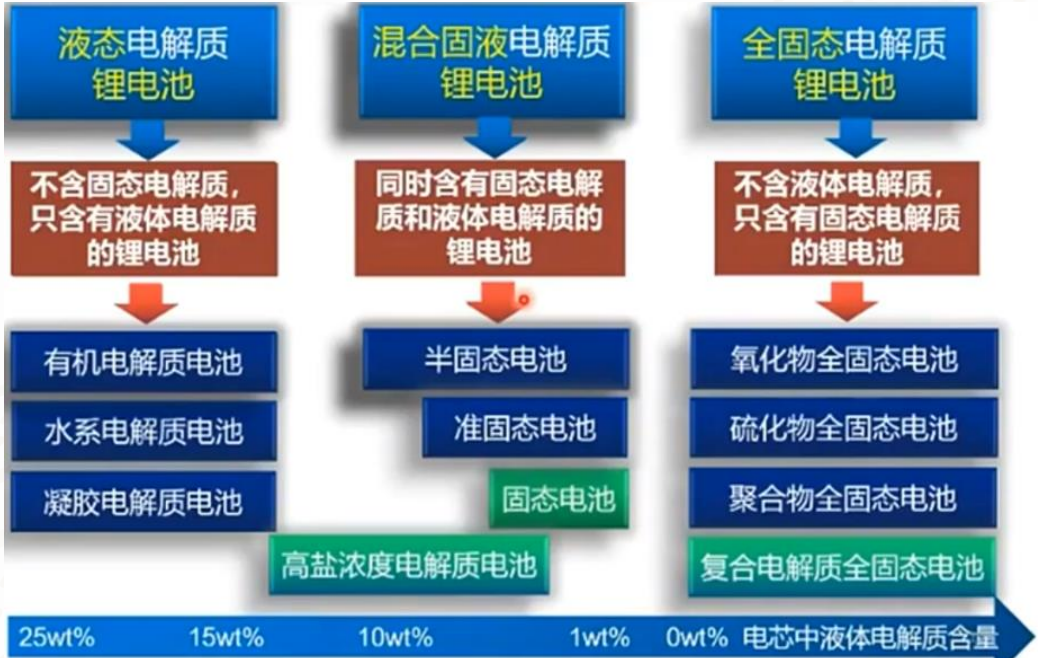 液态电解质
锂电池
混合固液电解质
锂电池
全固态电解质
锂电池
不含固态电解质，
只含有液体电解质
的锂电池
同时含有固态电解
质和液体电解质的
锂电池
不含液体电解质，
只含有固态电解质
的锂电池
有机电解质电池
水系电解质电池
凝胶电解质电池
半固态电池
准固态电池
固态电池
高盐浓度电解质电池
氧化物全固态电池
硫化物全固态电池
聚合物全固态电池
复合电解质全固态电池
25wt% 15wt% 10wt% 1wt% 0wt% 电芯中液体电解质含量